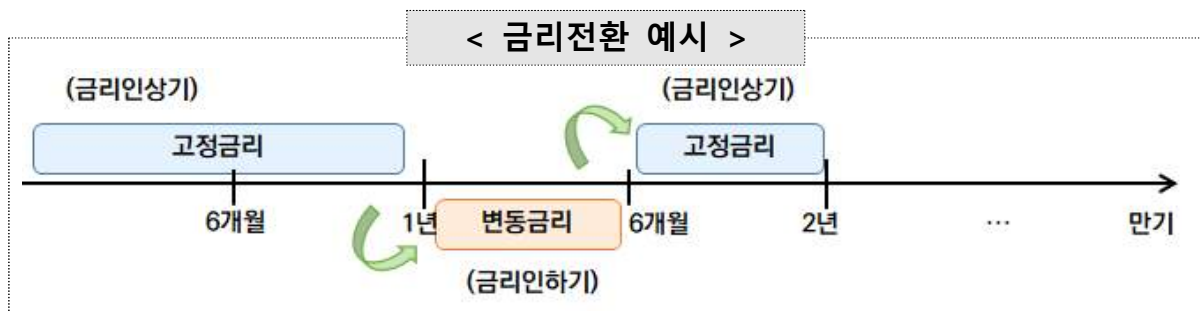 < 금리전환 예시 >
(금리인상기) (금리인상기)
고정금리 고정금리
6개월 1년 변동금리 6개월 2년 … 만기
(금리인하기)